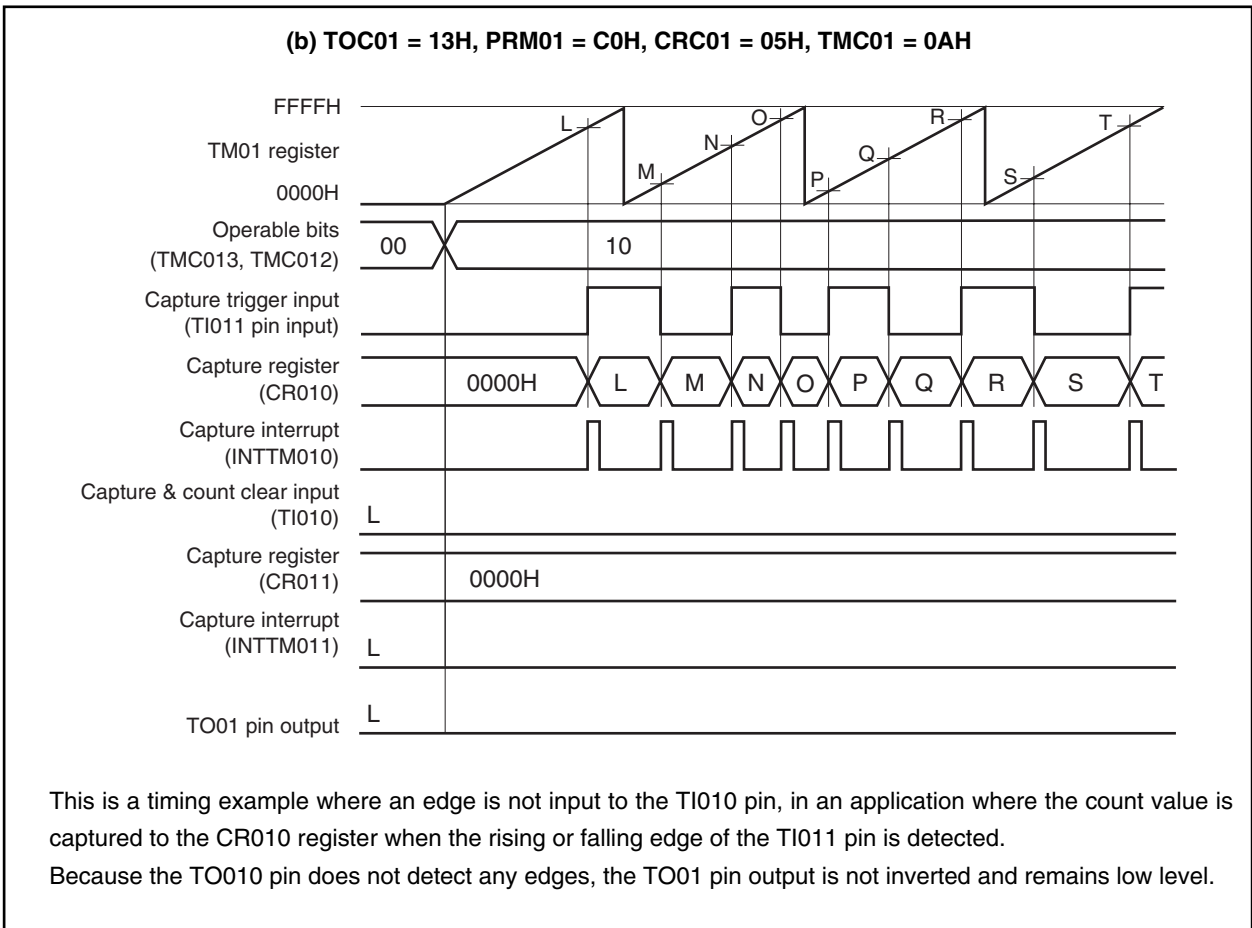 (b) TOC01 = 13H, PRM01 = C0H, CRC01 = 05H, TMC01 = 0AH
FFFFH
TM01 register
0000H
L
M
N
O
P
Q
R
S
T
Operable bits
(TMC013, TMC012)
00
10
Capture trigger input
(TI011 pin input)
Capture register
(CR010)
0000H
L
M
N
O
P
Q
R
S
T
Capture interrupt
(INTTM010)
Capture & count clear input
(TI010)
L
Capture register
(CR011)
0000H
Capture interrupt
(INTTM011)
L
TO01 pin output
L
This is a timing example where an edge is not input to the TI010 pin, in an application where the count value is
captured to the CR010 register when the rising or falling edge of the TI011 pin is detected.
Because the TO010 pin does not detect any edges, the TO01 pin output is not inverted and remains low level.